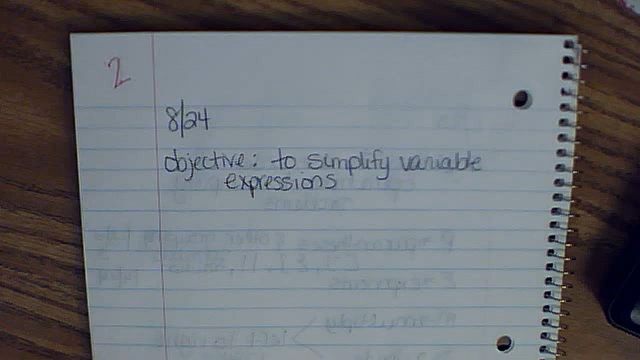 2
8/24
objective: to simplify variable
expressions